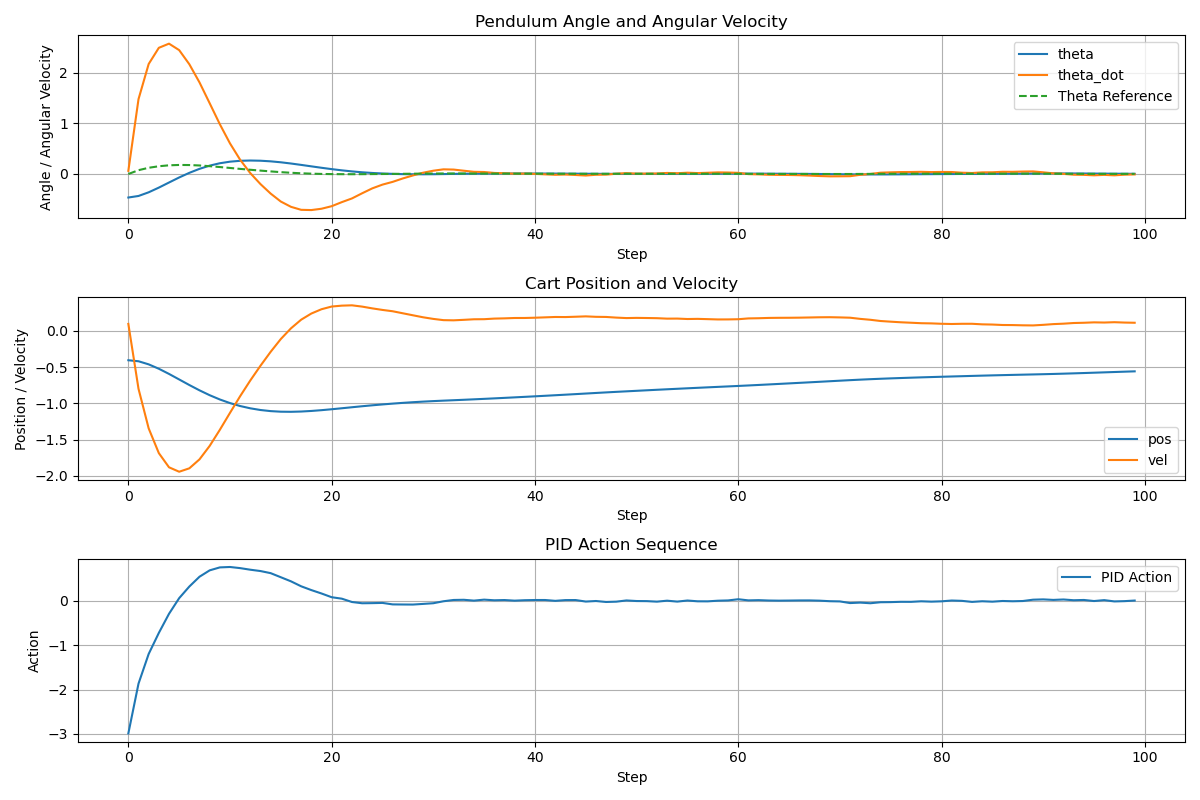 Pendulum Angle and Angular Velocity
Angle / Angular Velocity
2
1
0
theta
theta_dot
Theta Reference
0 20 40 60 80 100
Step
Cart Position and Velocity
Position / Velocity
0.0
−0.5
−1.0
−1.5
−2.0
pos
vel
0 20 40 60 80 100
Step
PID Action Sequence
Action
0
−1
−2
−3
PID Action
0 20 40 60 80 100
Step